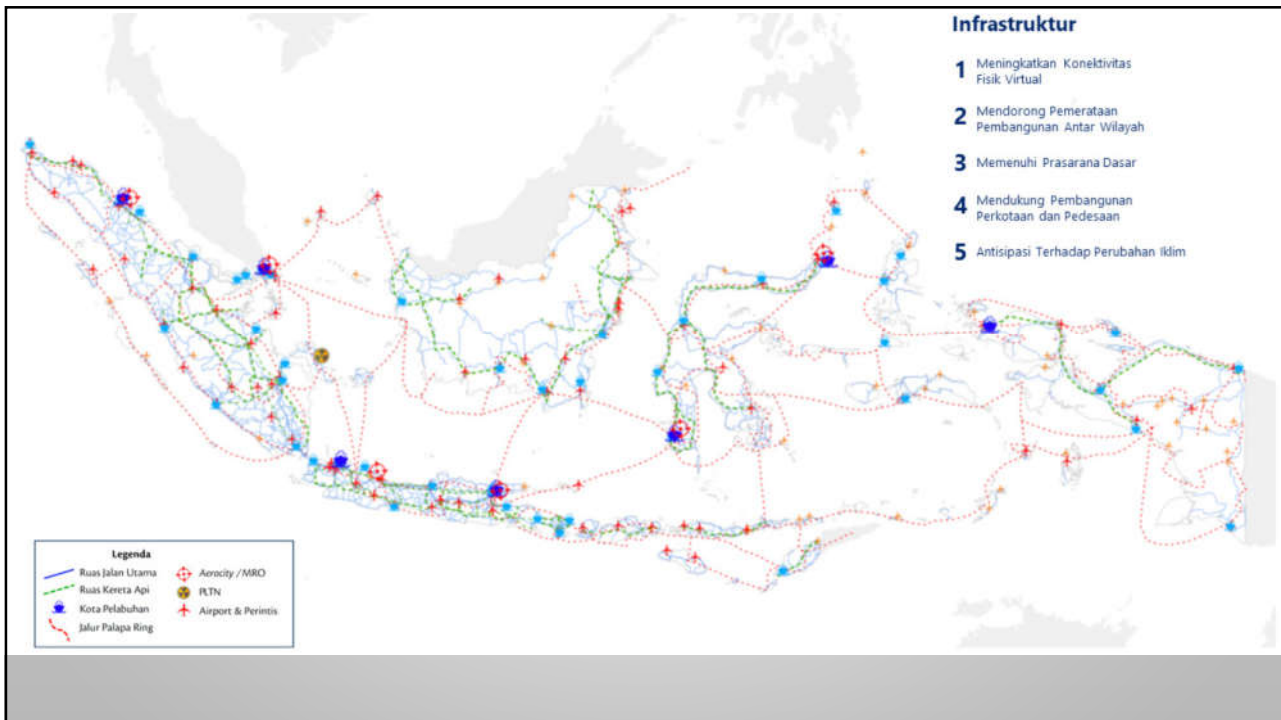 Infrastruktur
1 Meningkatkan Konektivitas
Fisik Virtual
2 Mendorong Pemerataan
Pembangunan Antar Wilayah
3 Memenuhi Prasarana Dasar
4 Mendukung Pembangunan
Perkotaan dan Pedesaan
5 Antisipasi Terhadap Perubahan Iklim
Legenda
Ruas Jalan Utama
Ruas Kereta Api
Kota Pelabuhan
Jalur Palapa Ring
Aerocity / MRO
PLTN
Airport & Perintis